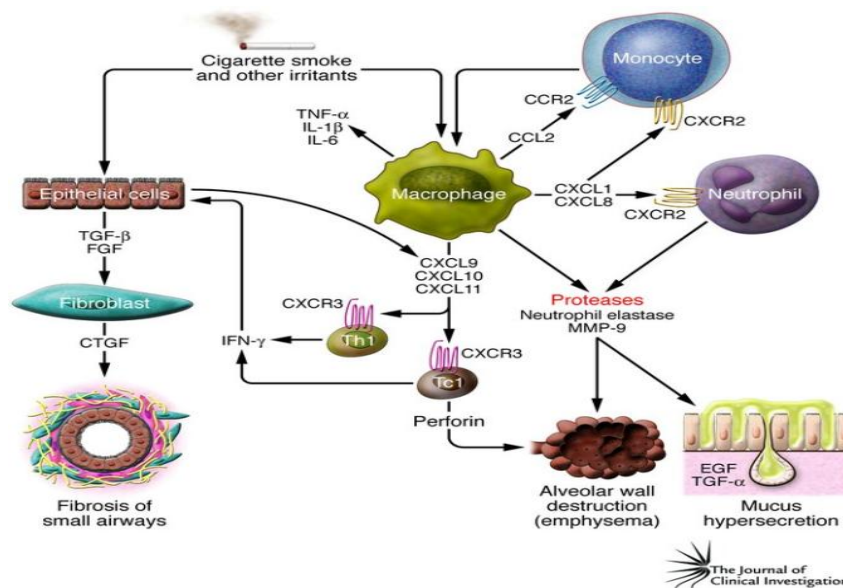 Cigarette smoke
and other irritants
Monocyte
CCR2
TNF-α
IL-1β
IL-6
CCL2
CXCR2
Macrophage
Epithelial cells
CXCL1
CXCL8
CXCR2
Neutrophil
TGF-β
FGF
CXCL9
CXCL10
CXCL11
Fibroblast
CXCR3
Proteases
Neutrophil elastase
MMP-9
CTGF
IFN-γ
Th1
CXCR3
Tc1
Perforin
EGF
TGF-α
Fibrosis of
small airways
Alveolar wall
destruction
(emphysema)
Mucus
hypersecretion
The Journal of
Clinical Investigation